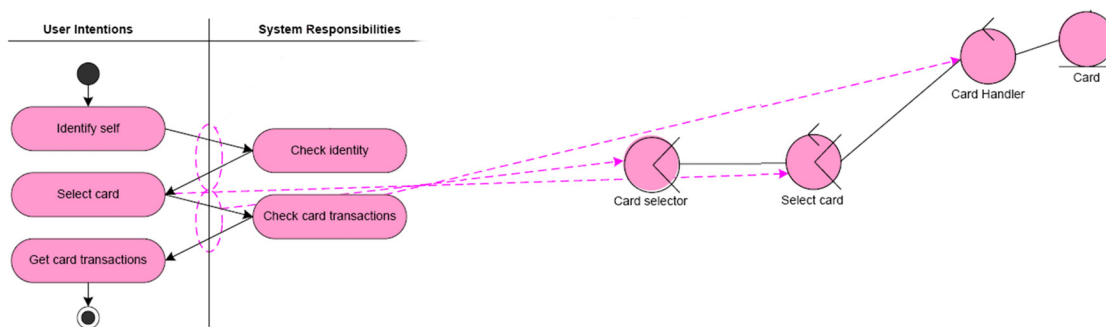 User Intentions
System Responsibilities
Identify self
Check identity
Select card
Check card transactions
Get card transactions
Card selector
Select card
Card Handler
Card